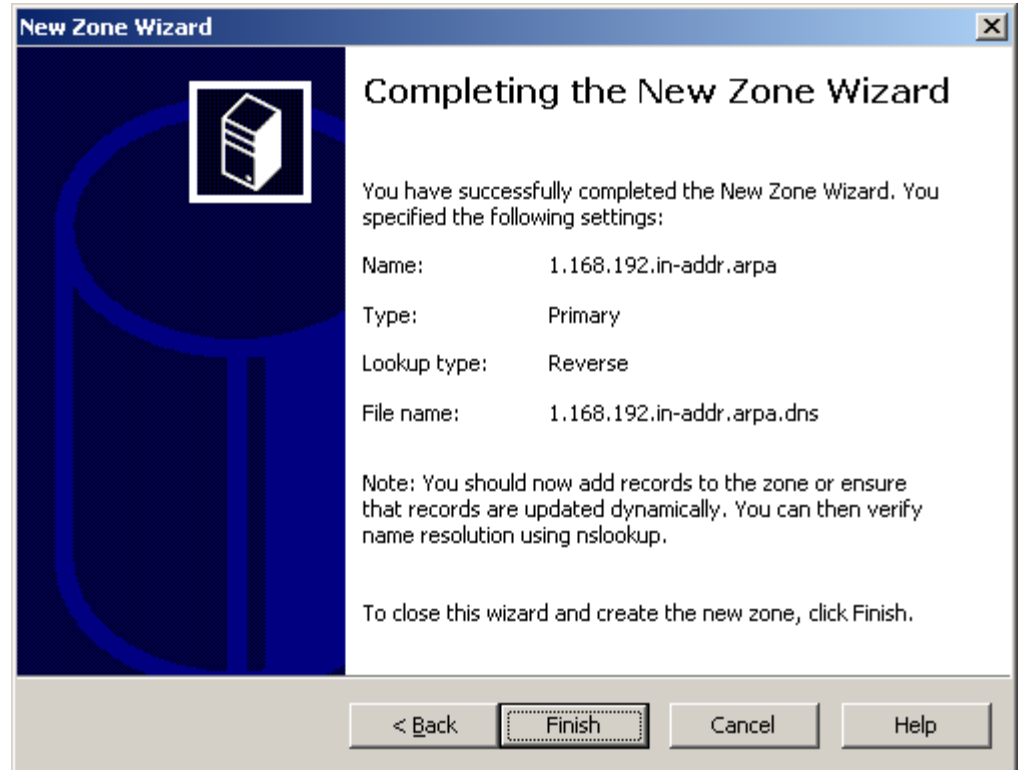 New Zone Wizard
Completing the New Zone Wizard
You have successfully completed the New Zone Wizard. You
specified the following settings:
Name: 1.168.192.in-addr.arpa
Type: Primary
Lookup type: Reverse
File name: 1.168.192.in-addr.arpa.dns
Note: You should now add records to the zone or ensure
that records are updated dynamically. You can then verify
name resolution using nslookup.
To close this wizard and create the new zone, click Finish.
< Back Finish Cancel Help